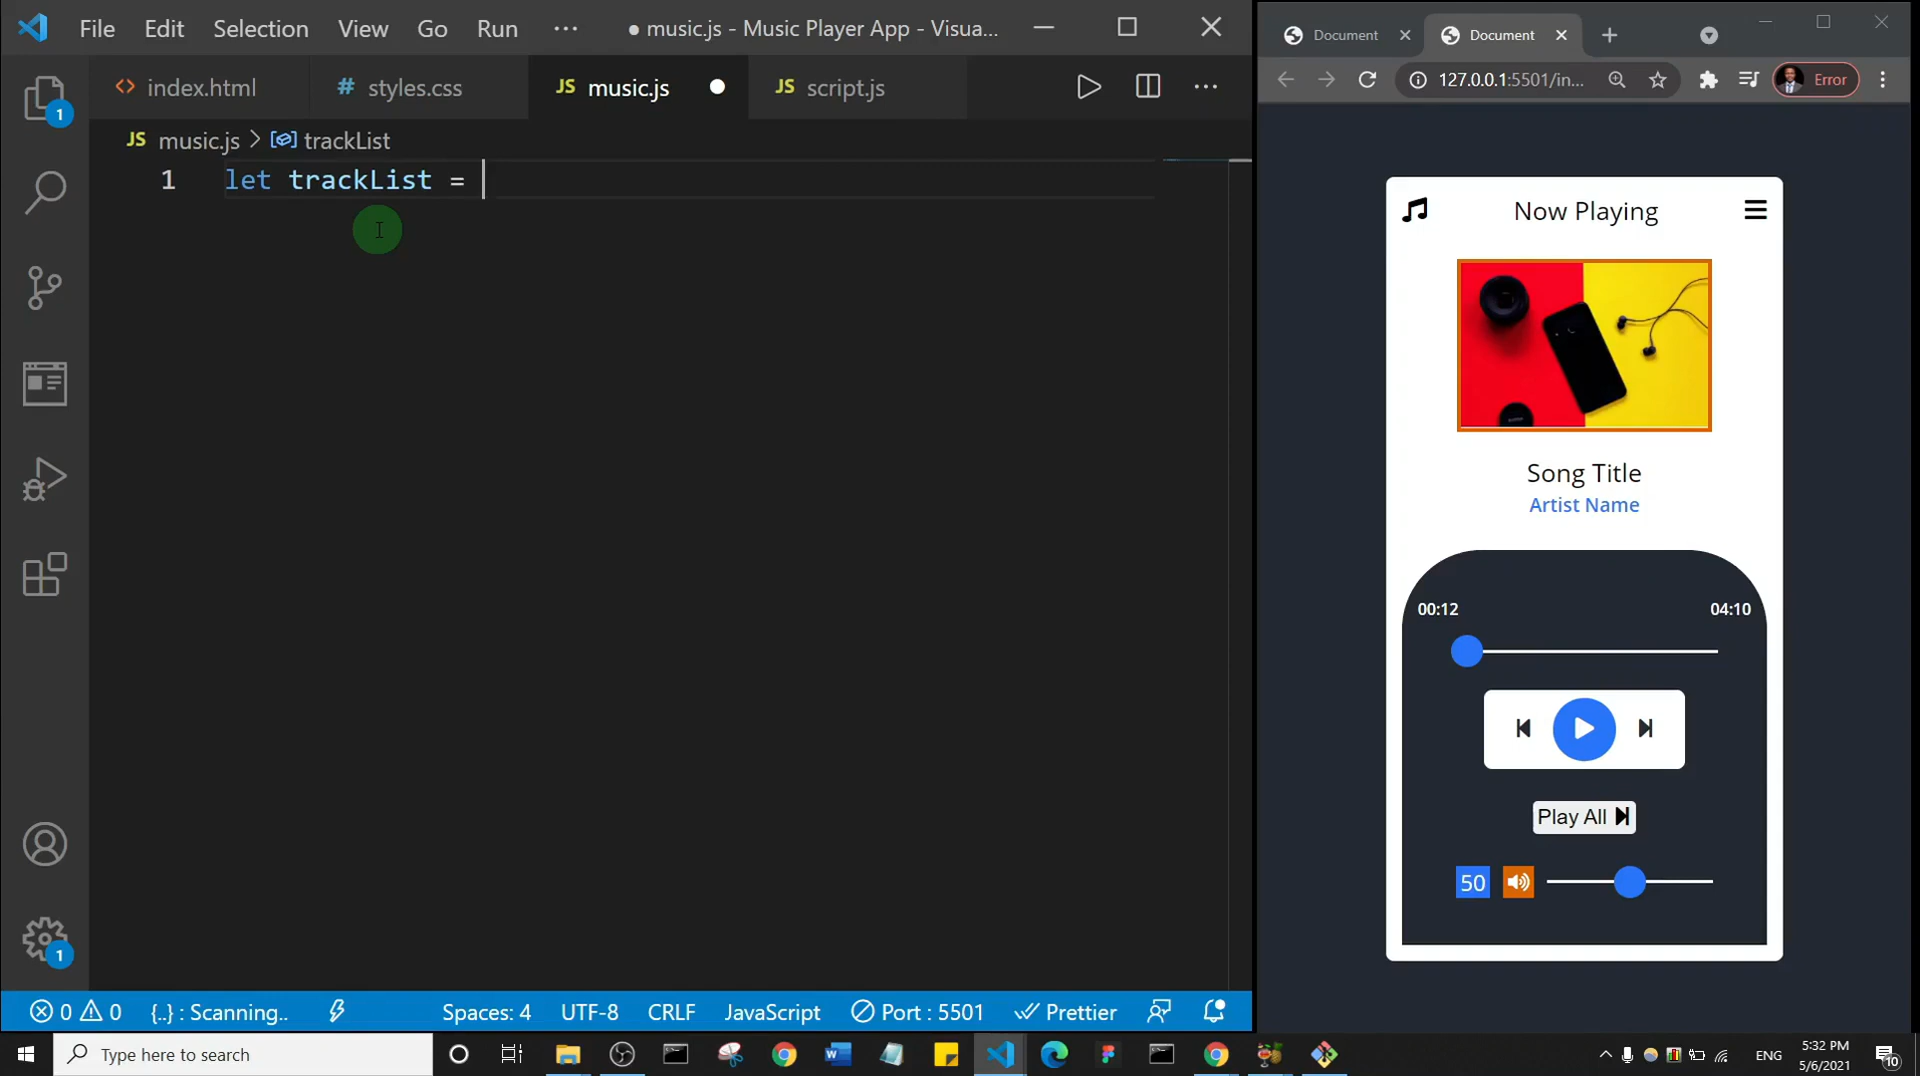 File Edit Selection View Go Run ··· ● music.js - Music Player App - Visua...
index.html styles.css JS music.js JS script.js
JS music.js > trackList
1 let trackList =
0 0 {..} : Scanning.. Spaces: 4 UTF-8 CRLF JavaScript Port : 5501 Prettier
Document Document
127.0.0.1:5501/in... Error
Now Playing
Song Title
Artist Name
00:12 04:10
Play All
50
Type here to search
ENG
5:32 PM
5/6/2021
10
1
1